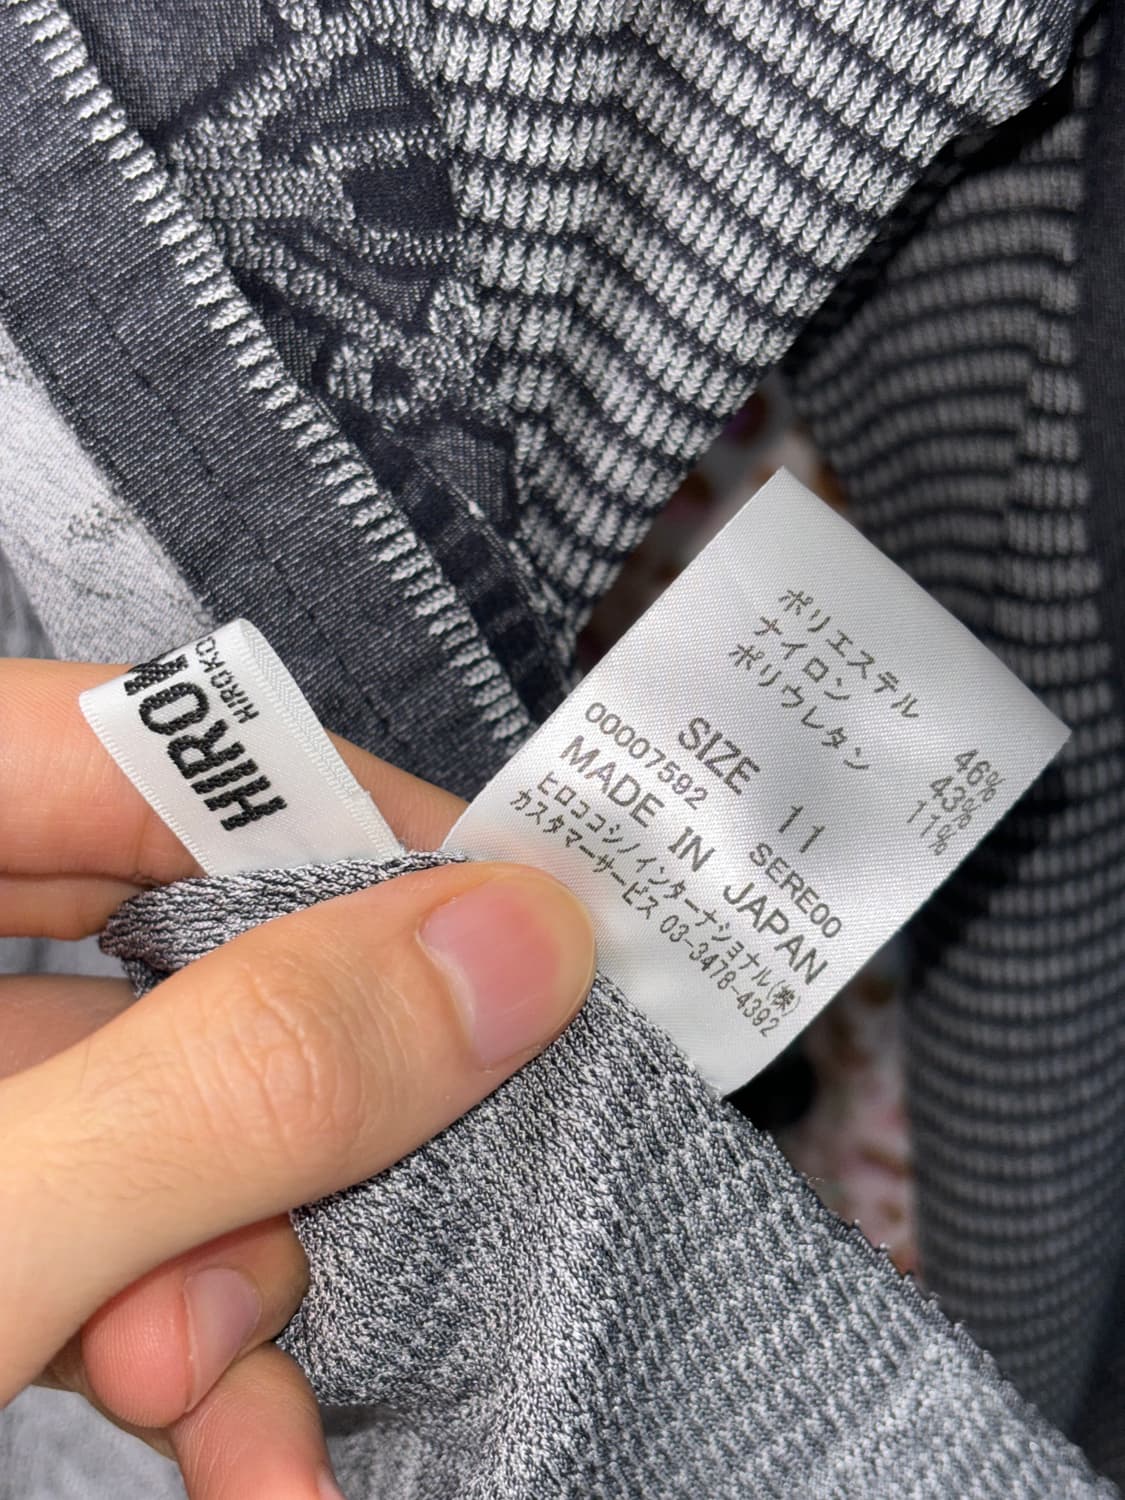 HIROK
HIROKO
ポリエステル 46%
ナイロン 43%
ポリウレタン 11%
SIZE 11
00007592 SERE00
MADE IN JAPAN
ヒロココシノインターナショナル(株)
カスタマーサービス 03-3478-4392